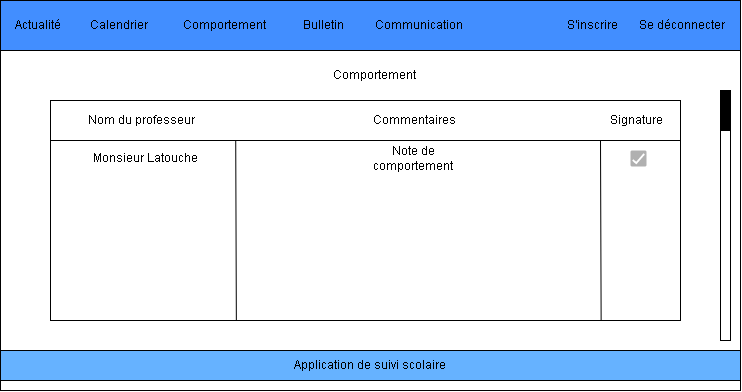 Actualité Calendrier Comportement Bulletin Communication S'inscrire Se déconnecter
Comportement
Nom du professeur Commentaires Signature
Monsieur Latouche Note de
comportement
Application de suivi scolaire